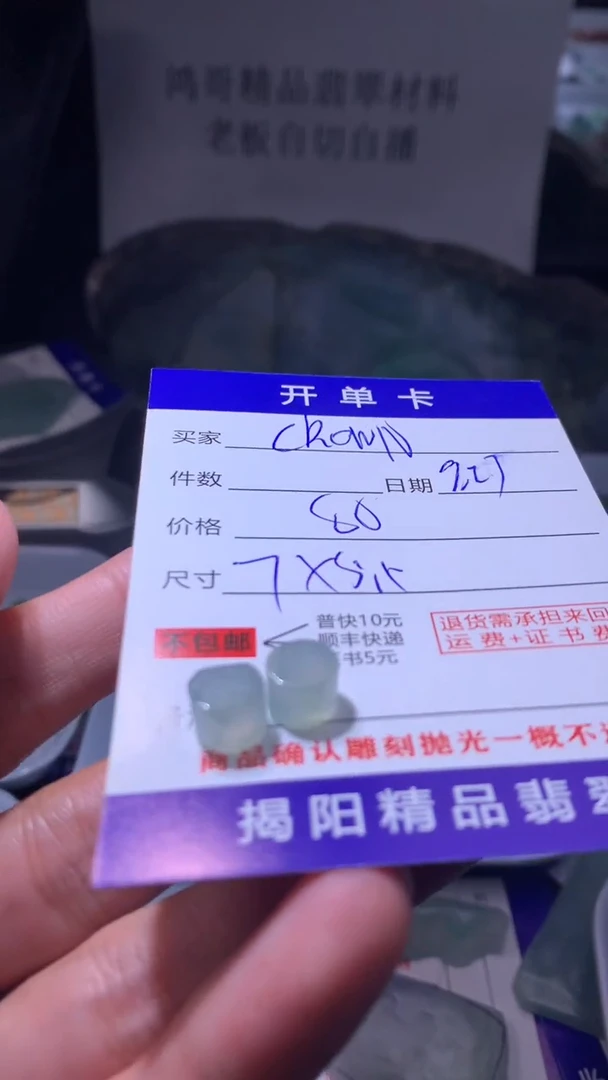 鸿哥精品翡翠材料
老板自切自播
开单卡
买家
件数 日期 9.27
价格 80
尺寸
普快10元
不包邮 顺丰快递
书5元
退货需承担来回
运费+证书费
商品确认雕刻抛光一概不
揭阳精品翡翠